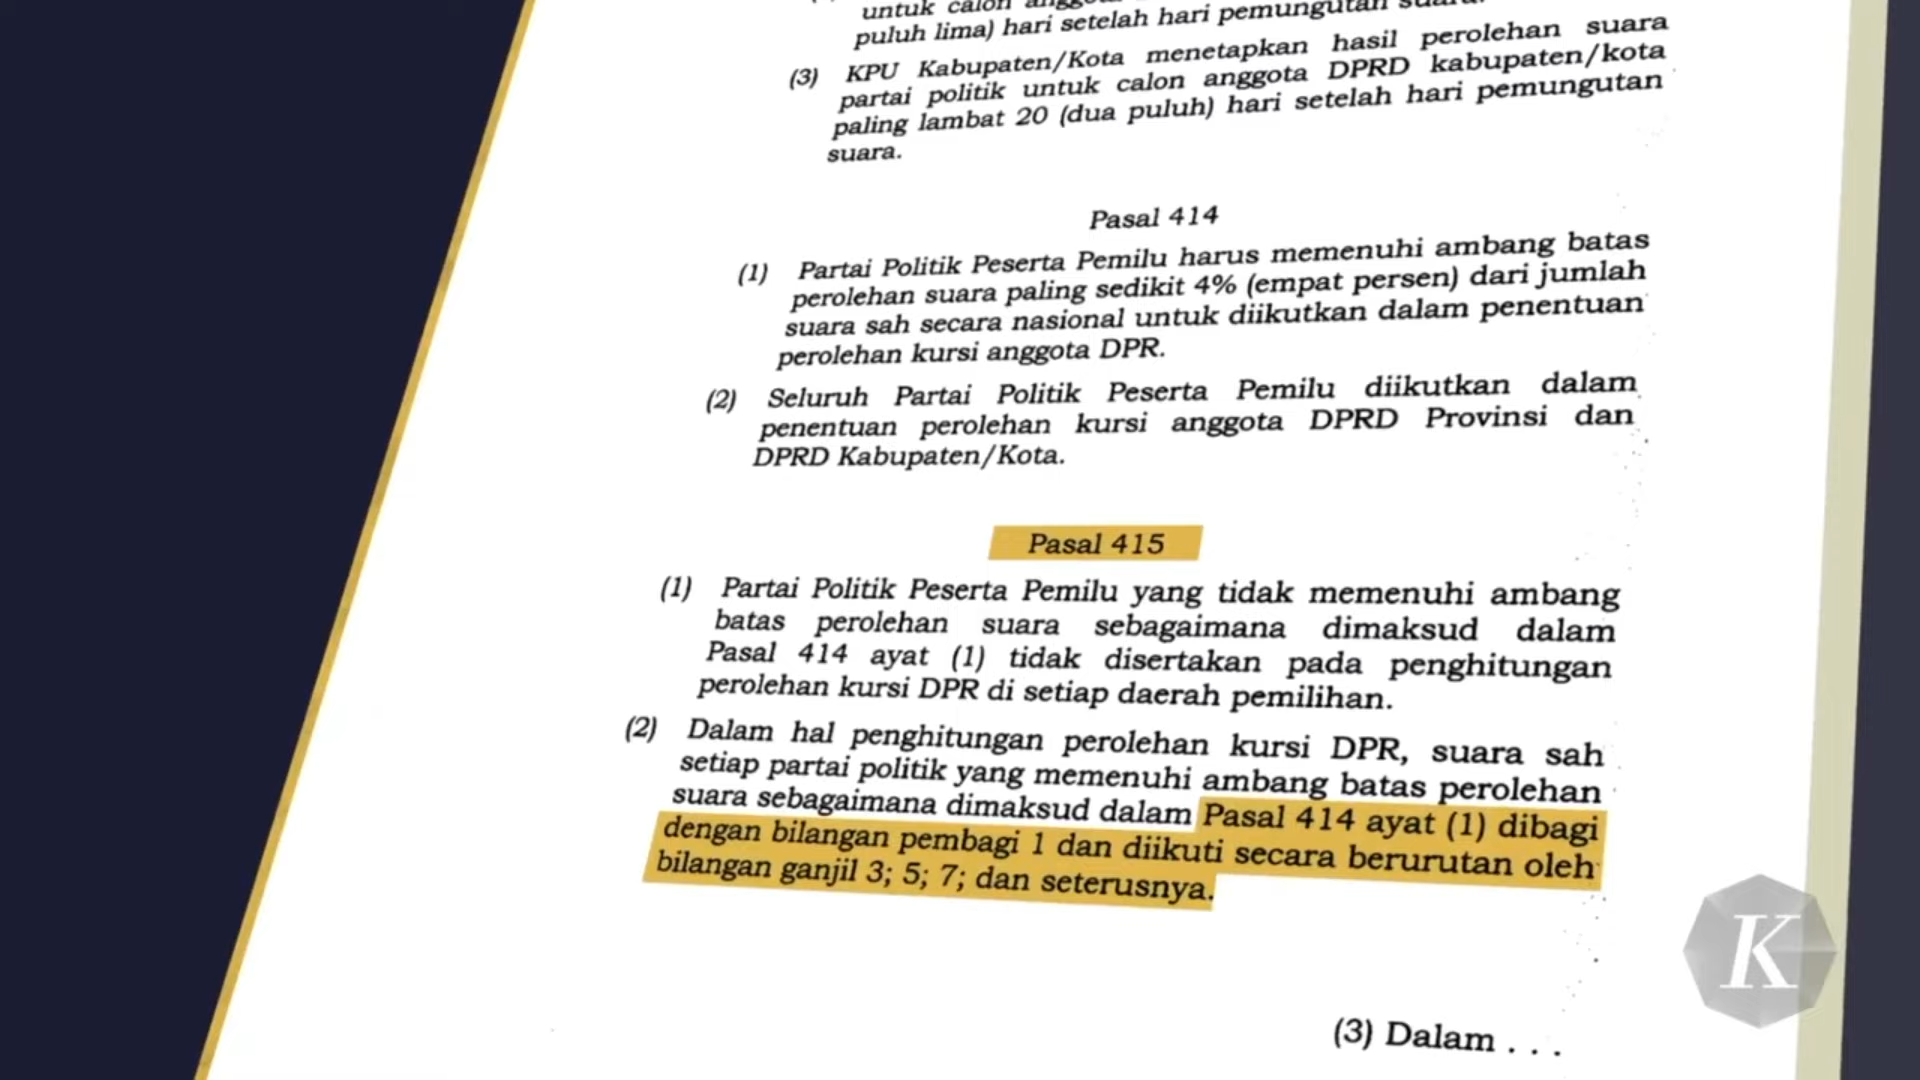 untuk calon anggota
puluh lima) hari setelah hari pemungutan suara.
(3) KPU Kabupaten/Kota menetapkan hasil perolehan suara
partai politik untuk calon anggota DPRD kabupaten/kota
paling lambat 20 (dua puluh) hari setelah hari pemungutan
suara.
Pasal 414
(1) Partai Politik Peserta Pemilu harus memenuhi ambang batas
perolehan suara paling sedikit 4% (empat persen) dari jumlah
suara sah secara nasional untuk diikutkan dalam penentuan
perolehan kursi anggota DPR.
(2) Seluruh Partai Politik Peserta Pemilu diikutkan dalam
penentuan perolehan kursi anggota DPRD Provinsi dan
DPRD Kabupaten/Kota.
Pasal 415
(1) Partai Politik Peserta Pemilu yang tidak memenuhi ambang
batas perolehan suara sebagaimana dimaksud dalam
Pasal 414 ayat (1) tidak disertakan pada penghitungan
perolehan kursi DPR di setiap daerah pemilihan.
(2) Dalam hal penghitungan perolehan kursi DPR, suara sah
setiap partai politik yang memenuhi ambang batas perolehan
suara sebagaimana dimaksud dalam Pasal 414 ayat (1) dibagi
dengan bilangan pembagi 1 dan diikuti secara berurutan oleh
bilangan ganjil 3; 5; 7; dan seterusnya.
K
(3) Dalam . . .